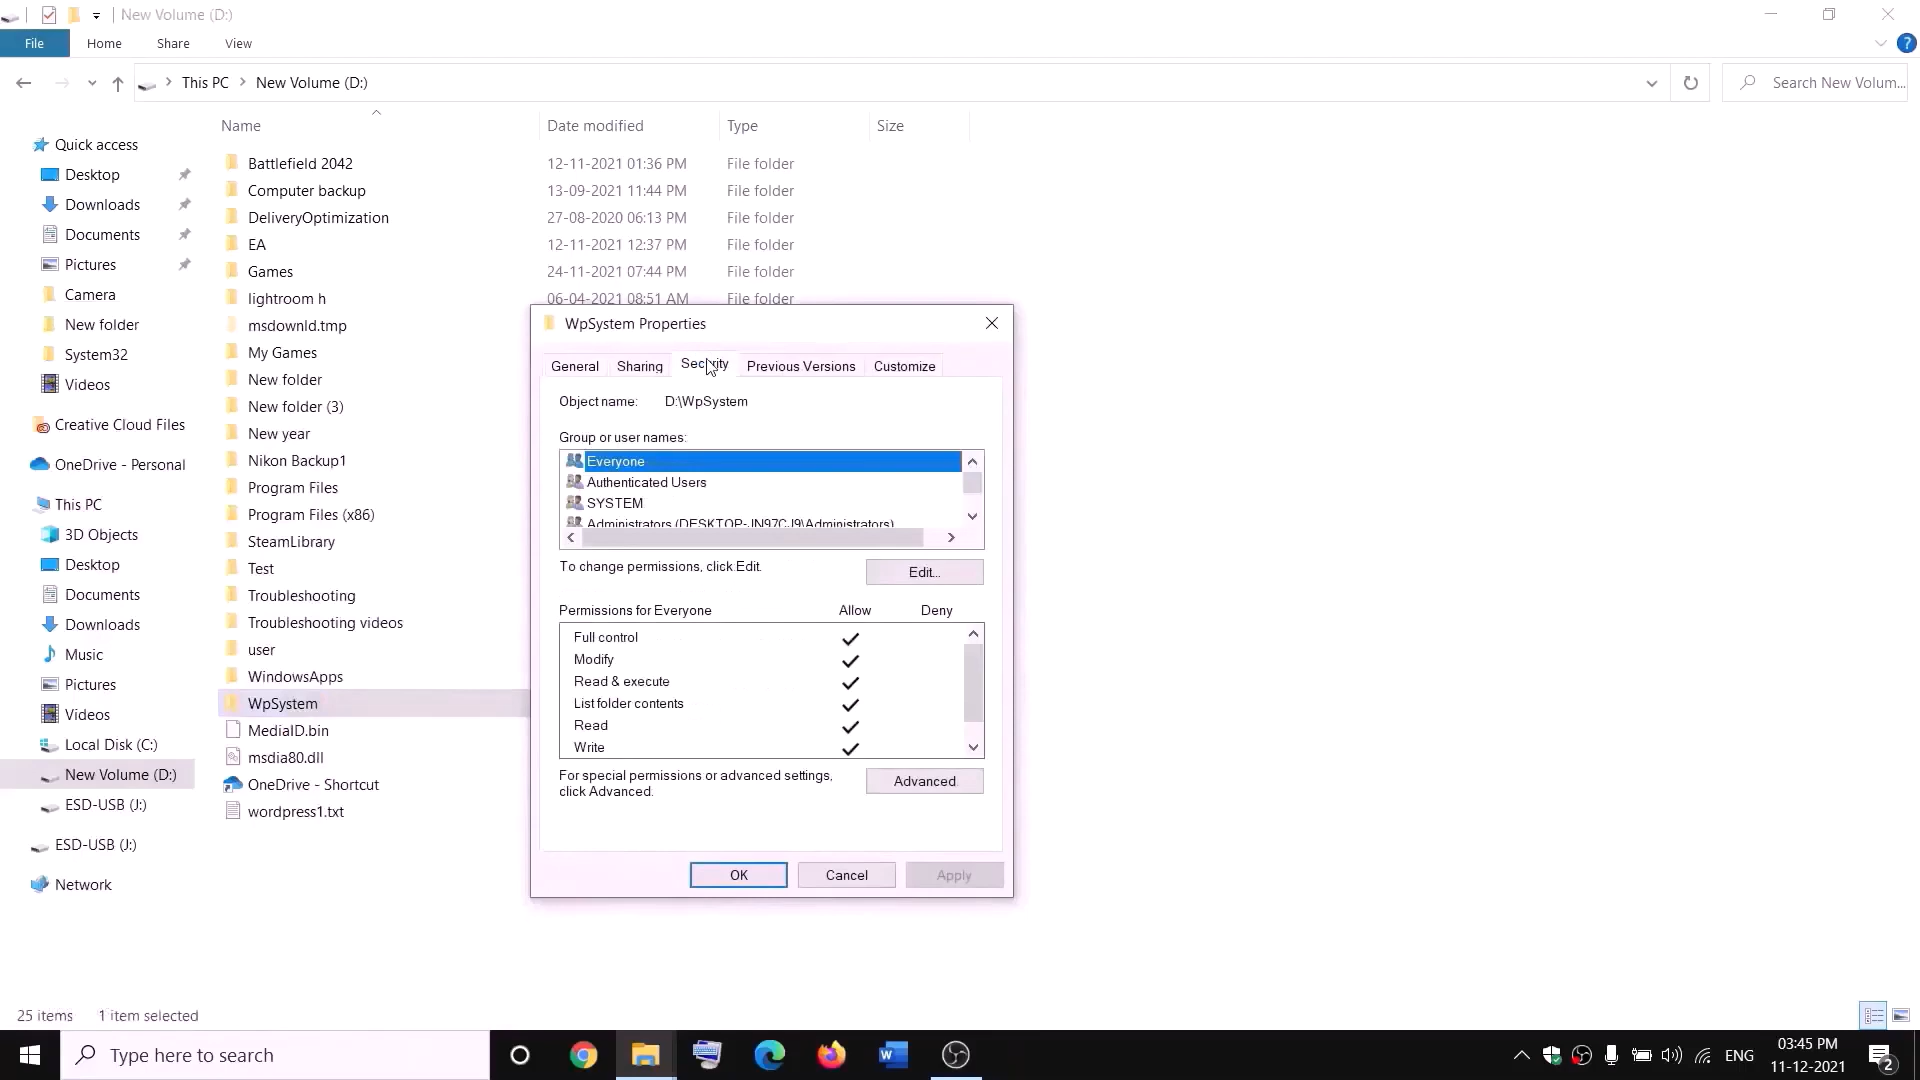 New Volume (D:)
File Home Share View
This PC New Volume (D:)
Search New Volum...
Name Date modified Type Size
Quick access
Desktop
Downloads
Documents
Pictures
Camera
New folder
System32
Videos
Creative Cloud Files
OneDrive - Personal
This PC
3D Objects
Desktop
Documents
Downloads
Music
Pictures
Videos
Local Disk (C:)
New Volume (D:)
ESD-USB (J:)
ESD-USB (J:)
Network
Battlefield 2042 12-11-2021 01:36 PM File folder
Computer backup 13-09-2021 11:44 PM File folder
DeliveryOptimization 27-08-2020 06:13 PM File folder
EA 12-11-2021 12:37 PM File folder
Games 24-11-2021 07:44 PM File folder
lightroom h 06-04-2021 08:51 AM File folder
msdownld.tmp
My Games
New folder
New folder (3)
New year
Nikon Backup1
Program Files
Program Files (x86)
SteamLibrary
Test
Troubleshooting
Troubleshooting videos
user
WindowsApps
WpSystem
MediaID.bin
msdia80.dll
OneDrive - Shortcut
wordpress1.txt
WpSystem Properties
General Sharing Security Previous Versions Customize
Object name: D:\WpSystem
Group or user names:
Everyone
Authenticated Users
SYSTEM
Administrators (DESKTOP-JN97CJ9\Administrators)
To change permissions, click Edit.
Edit...
Permissions for Everyone Allow Deny
Full control
Modify
Read & execute
List folder contents
Read
Write
For special permissions or advanced settings,
click Advanced.
Advanced
OK Cancel Apply
25 items 1 item selected
Type here to search
ENG
03:45 PM
11-12-2021
2